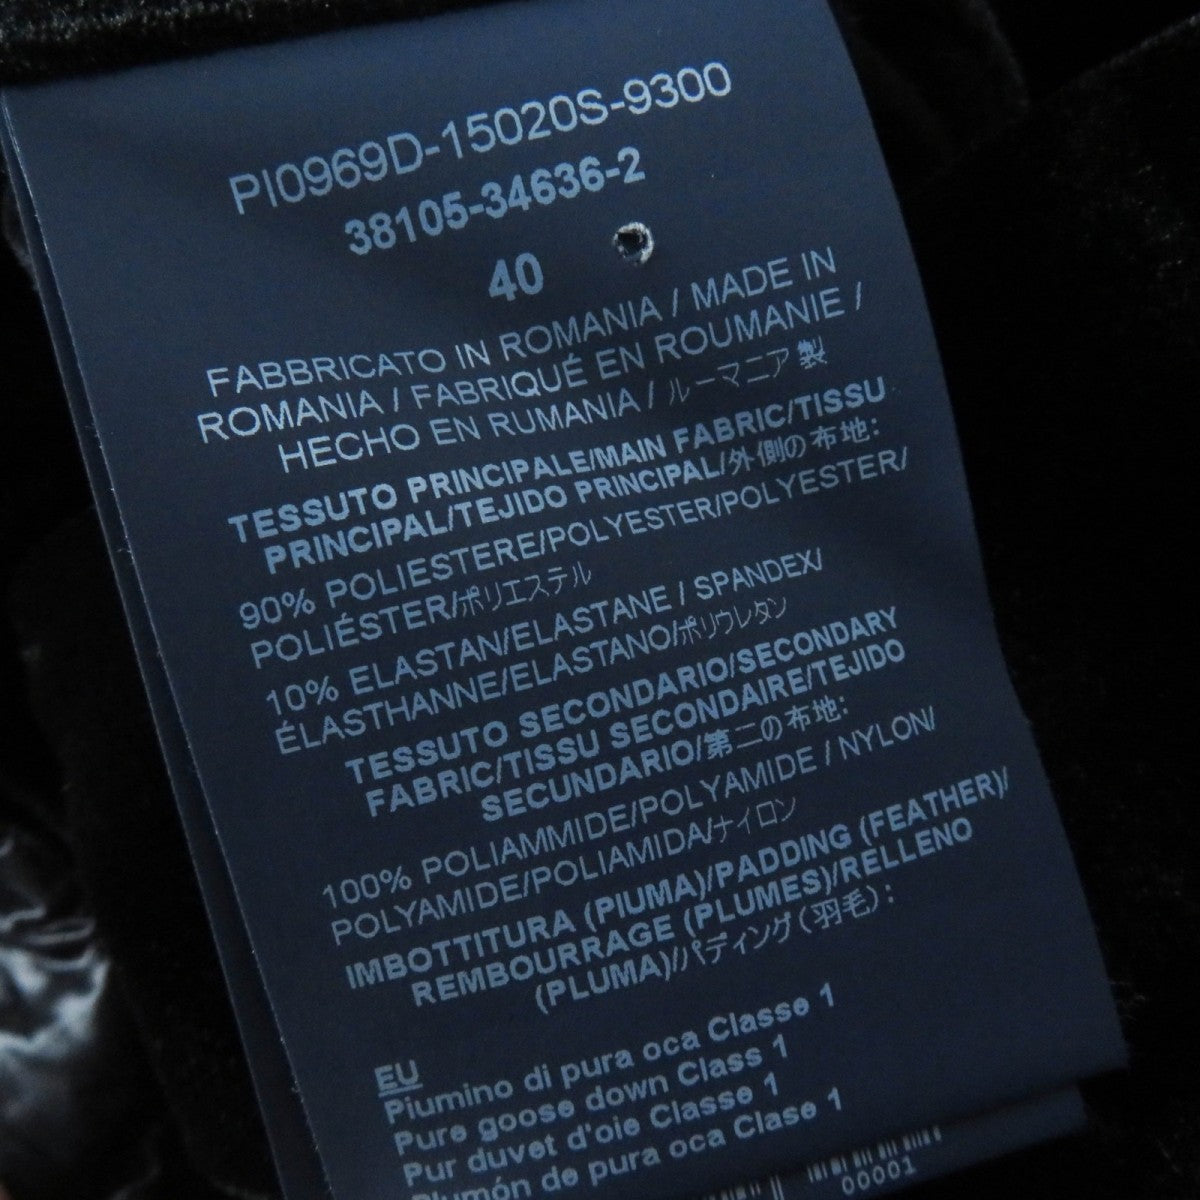 PI0969D-15020S-9300
38105-34636-2
40
FABBRICATO IN ROMANIA / MADE IN
ROMANIA / FABRIQUÉ EN ROUMANIE /
HECHO EN RUMANIA / ルーマニア 製
TESSUTO PRINCIPALE/MAIN FABRIC/TISSU
PRINCIPAL/TEJIDO PRINCIPAL/外側の布地:
90% POLIESTERE/POLYESTER/POLYESTER/
POLIÉSTER/ポリエステル
10% ELASTAN/ELASTANE / SPANDEX/
ÉLASTHANNE/ELASTANO/ポリウレタン
TESSUTO SECONDARIO/SECONDARY
FABRIC/TISSU SECONDAIRE/TEJIDO
SECUNDARIO/第二の布地:
100% POLIAMMIDE/POLYAMIDE / NYLON/
POLYAMIDE/POLIAMIDA/ナイロン
IMBOTTITURA (PIUMA)/PADDING (FEATHER)/
REMBOURRAGE (PLUMES)/RELLENO
(PLUMA)/パディング(羽毛):
EU
Piumino di pura oca Classe 1
Pure goose down Class 1
Pur duvet d'oie Classe 1
Plumón de pura oca Clase 1
00001